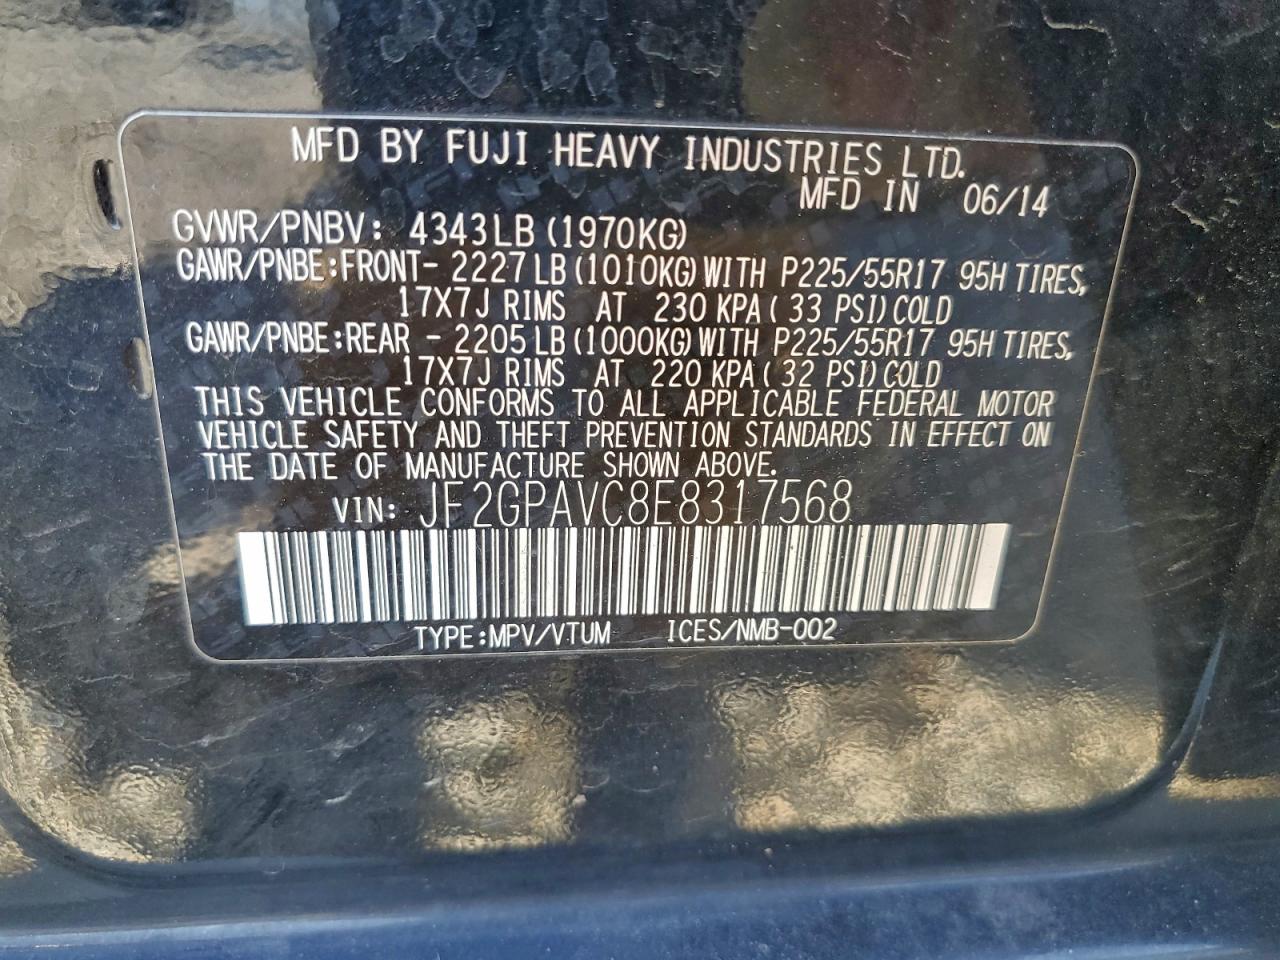 MFD BY FUJI HEAVY INDUSTRIES LTD.
MFD IN 06/14
GVWR/PNBV: 4343LB (1970KG)
GAWR/PNBE:FRONT- 2227LB (1010KG) WITH P225/55R17 95H TIRES,
17X7J RIMS AT 230 KPA ( 33 PSI) COLD
GAWR/PNBE:REAR - 2205LB (1000KG) WITH P225/55R17 95H TIRES,
17X7J RIMS AT 220 KPA ( 32 PSI) COLD
THIS VEHICLE CONFORMS TO ALL APPLICABLE FEDERAL MOTOR
VEHICLE SAFETY AND THEFT PREVENTION STANDARDS IN EFFECT ON
THE DATE OF MANUFACTURE SHOWN ABOVE.
VIN: JF2GPAVC8E8317568
TYPE:MPV/VTUM ICES/NMB-002